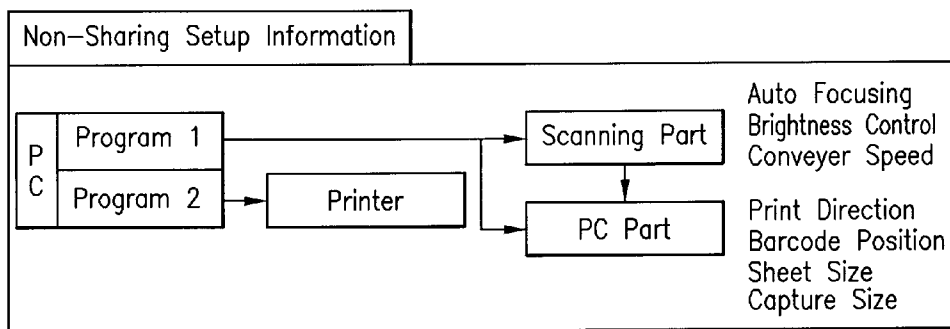 Non-Sharing Setup Information
PC
Program 1
Program 2
Printer
Scanning Part
PC Part
Auto Focusing
Brightness Control
Conveyer Speed
Print Direction
Barcode Position
Sheet Size
Capture Size